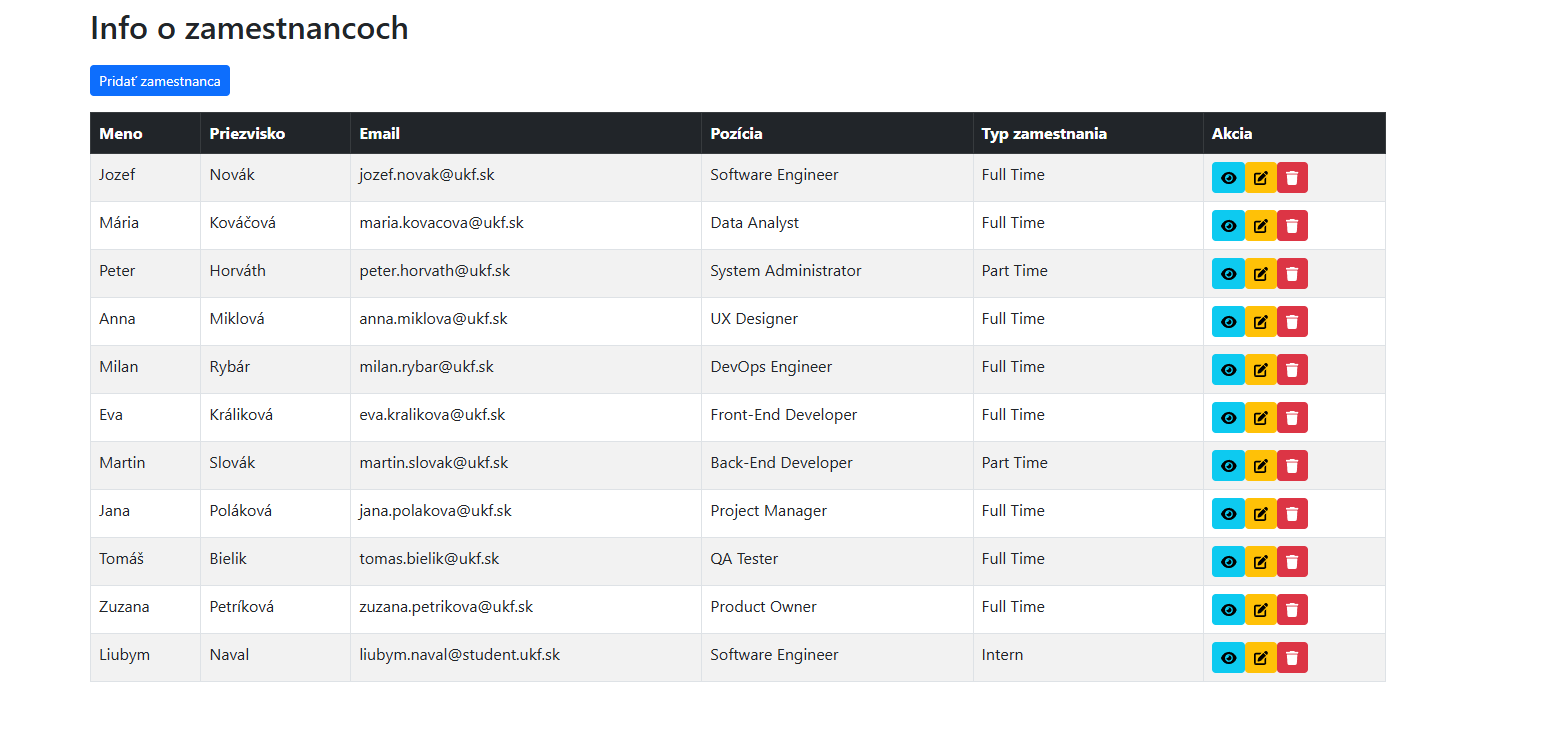 Info o zamestnancoch
Pridať zamestnanca
Meno Priezvisko Email Pozícia Typ zamestnania Akcia
Jozef Novák jozef.novak@ukf.sk Software Engineer Full Time
Mária Kováčová maria.kovacova@ukf.sk Data Analyst Full Time
Peter Horváth peter.horvath@ukf.sk System Administrator Part Time
Anna Miklová anna.miklova@ukf.sk UX Designer Full Time
Milan Rybár milan.rybar@ukf.sk DevOps Engineer Full Time
Eva Králiková eva.kralikova@ukf.sk Front-End Developer Full Time
Martin Slovák martin.slovak@ukf.sk Back-End Developer Part Time
Jana Poláková jana.polakova@ukf.sk Project Manager Full Time
Tomáš Bielik tomas.bielik@ukf.sk QA Tester Full Time
Zuzana Petríková zuzana.petrikova@ukf.sk Product Owner Full Time
Liubym Naval liubym.naval@student.ukf.sk Software Engineer Intern